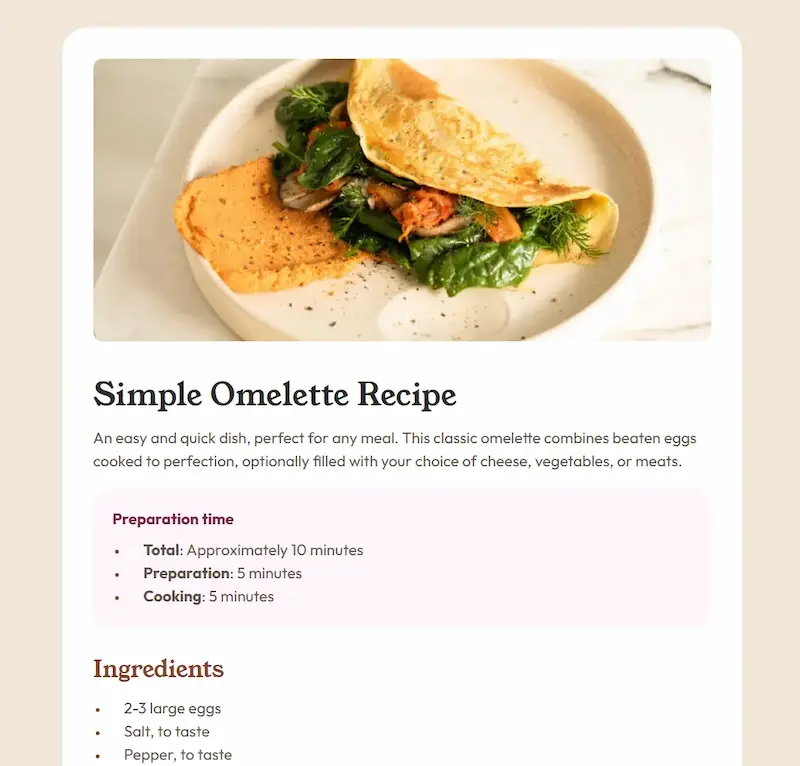 Simple Omelette Recipe
An easy and quick dish, perfect for any meal. This classic omelette combines beaten eggs
cooked to perfection, optionally filled with your choice of cheese, vegetables, or meats.
Preparation time
• Total: Approximately 10 minutes
• Preparation: 5 minutes
• Cooking: 5 minutes
Ingredients
• 2-3 large eggs
• Salt, to taste
• Pepper, to taste